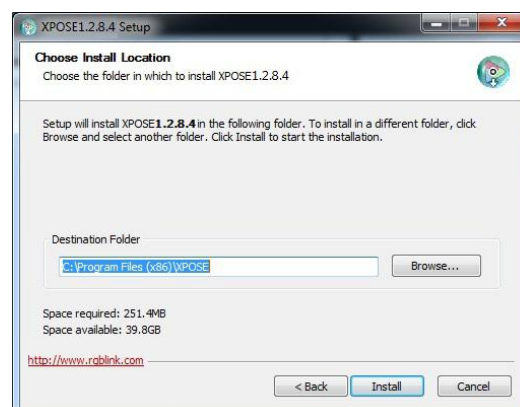 XPOSE1.2.8.4 Setup
Choose Install Location
Choose the folder in which to install XPOSE1.2.8.4
Setup will install XPOSE1.2.8.4 in the following folder. To install in a different folder, click
Browse and select another folder. Click Install to start the installation.
Destination Folder
C:\Program Files (x86)\XPOSE
Browse...
Space required: 251.4MB
Space available: 39.8GB
http://www.rgblink.com
< Back
Install
Cancel